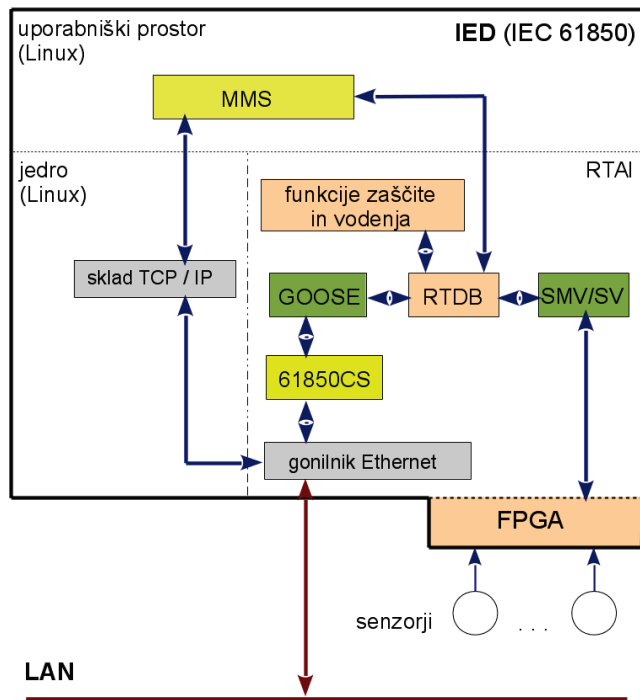 uporabniški prostor
(Linux)
IED (IEC 61850)
MMS
jedro
(Linux)
RTAI
funkcije zaščite
in vodenja
sklad TCP / IP
GOOSE
RTDB
SMV/SV
61850CS
gonilnik Ethernet
FPGA
senzorji
. . .
LAN